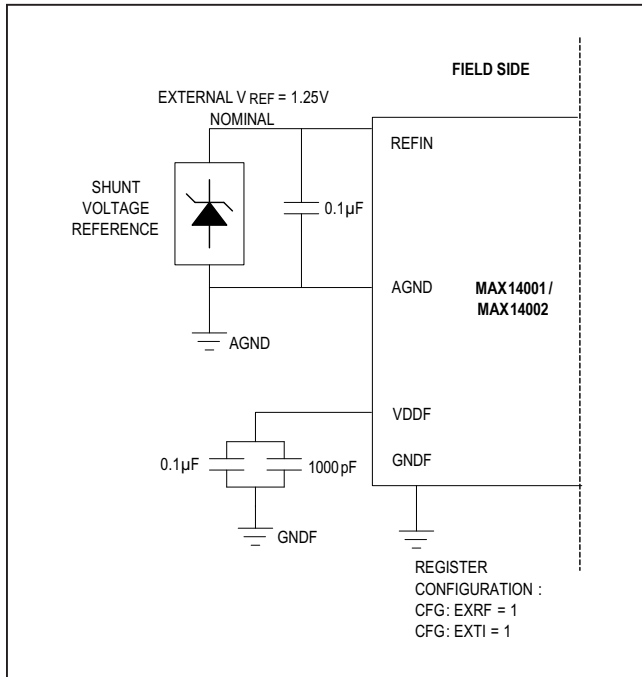 FIELD SIDE
EXTERNAL V REF = 1.25V
NOMINAL
REFIN
SHUNT
VOLTAGE
REFERENCE
0.1µF
AGND
MAX14001/
MAX14002
AGND
VDDF
0.1µF
1000pF
GNDF
GNDF
REGISTER
CONFIGURATION :
CFG: EXRF = 1
CFG: EXTI = 1